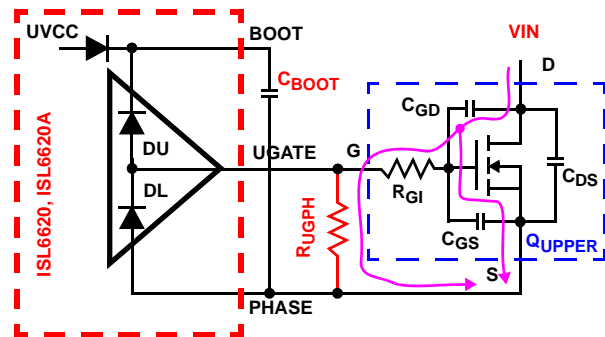 UVCC
BOOT
VIN
D
CBOOT
CGD
DU
UGATE
G
DL
RGI
CDS
ISL6620, ISL6620A
RUGPH
CGS
QUPPER
S
PHASE